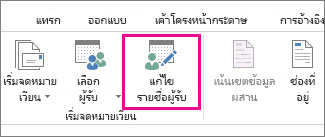 แทรก ออกแบบ เค้าโครงหน้ากระดาษ การอ้างอิง
เริ่มจดหมาย
เวียน
เลือก
ผู้รับ
แก้ไข
รายชื่อผู้รับ
เน้นเขตข้อมูล
ผสาน
ช่องที่
อยู่
เริ่มจดหมายเวียน